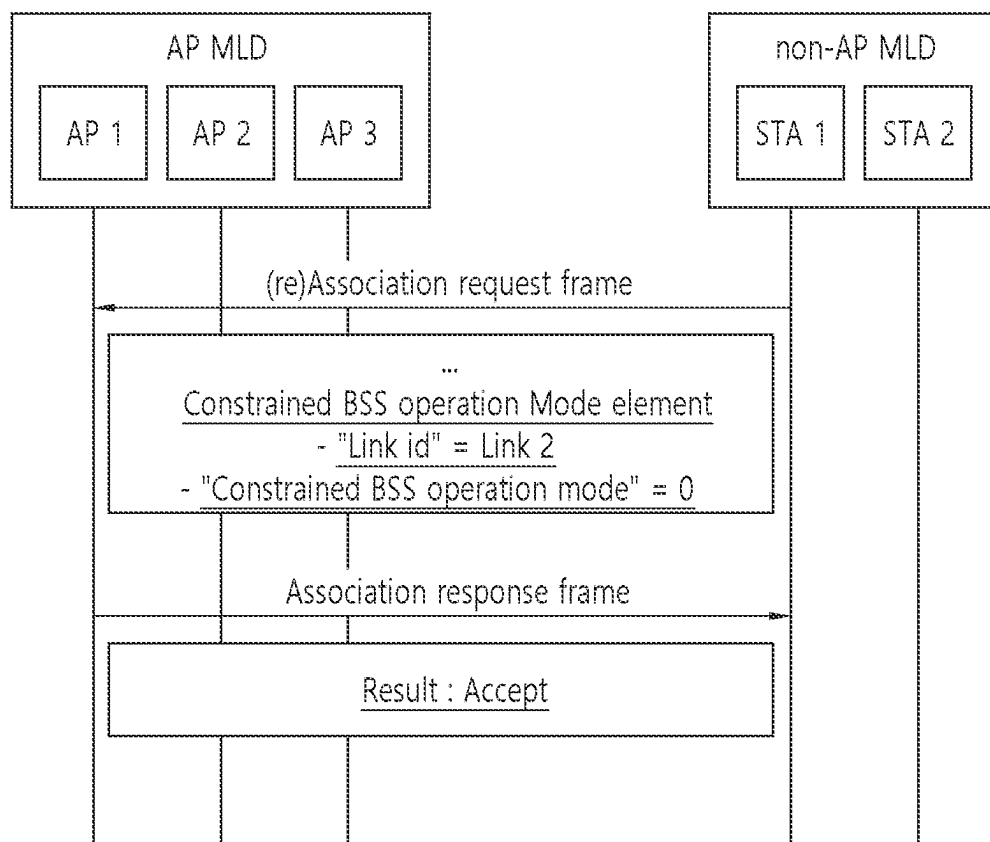 AP MLD
non-AP MLD
AP 1
AP 2
AP 3
STA 1
STA 2
(re)Association request frame
...
Constrained BSS operation Mode element
- "Link id" = Link 2
- "Constrained BSS operation mode" = 0
Association response frame
Result : Accept